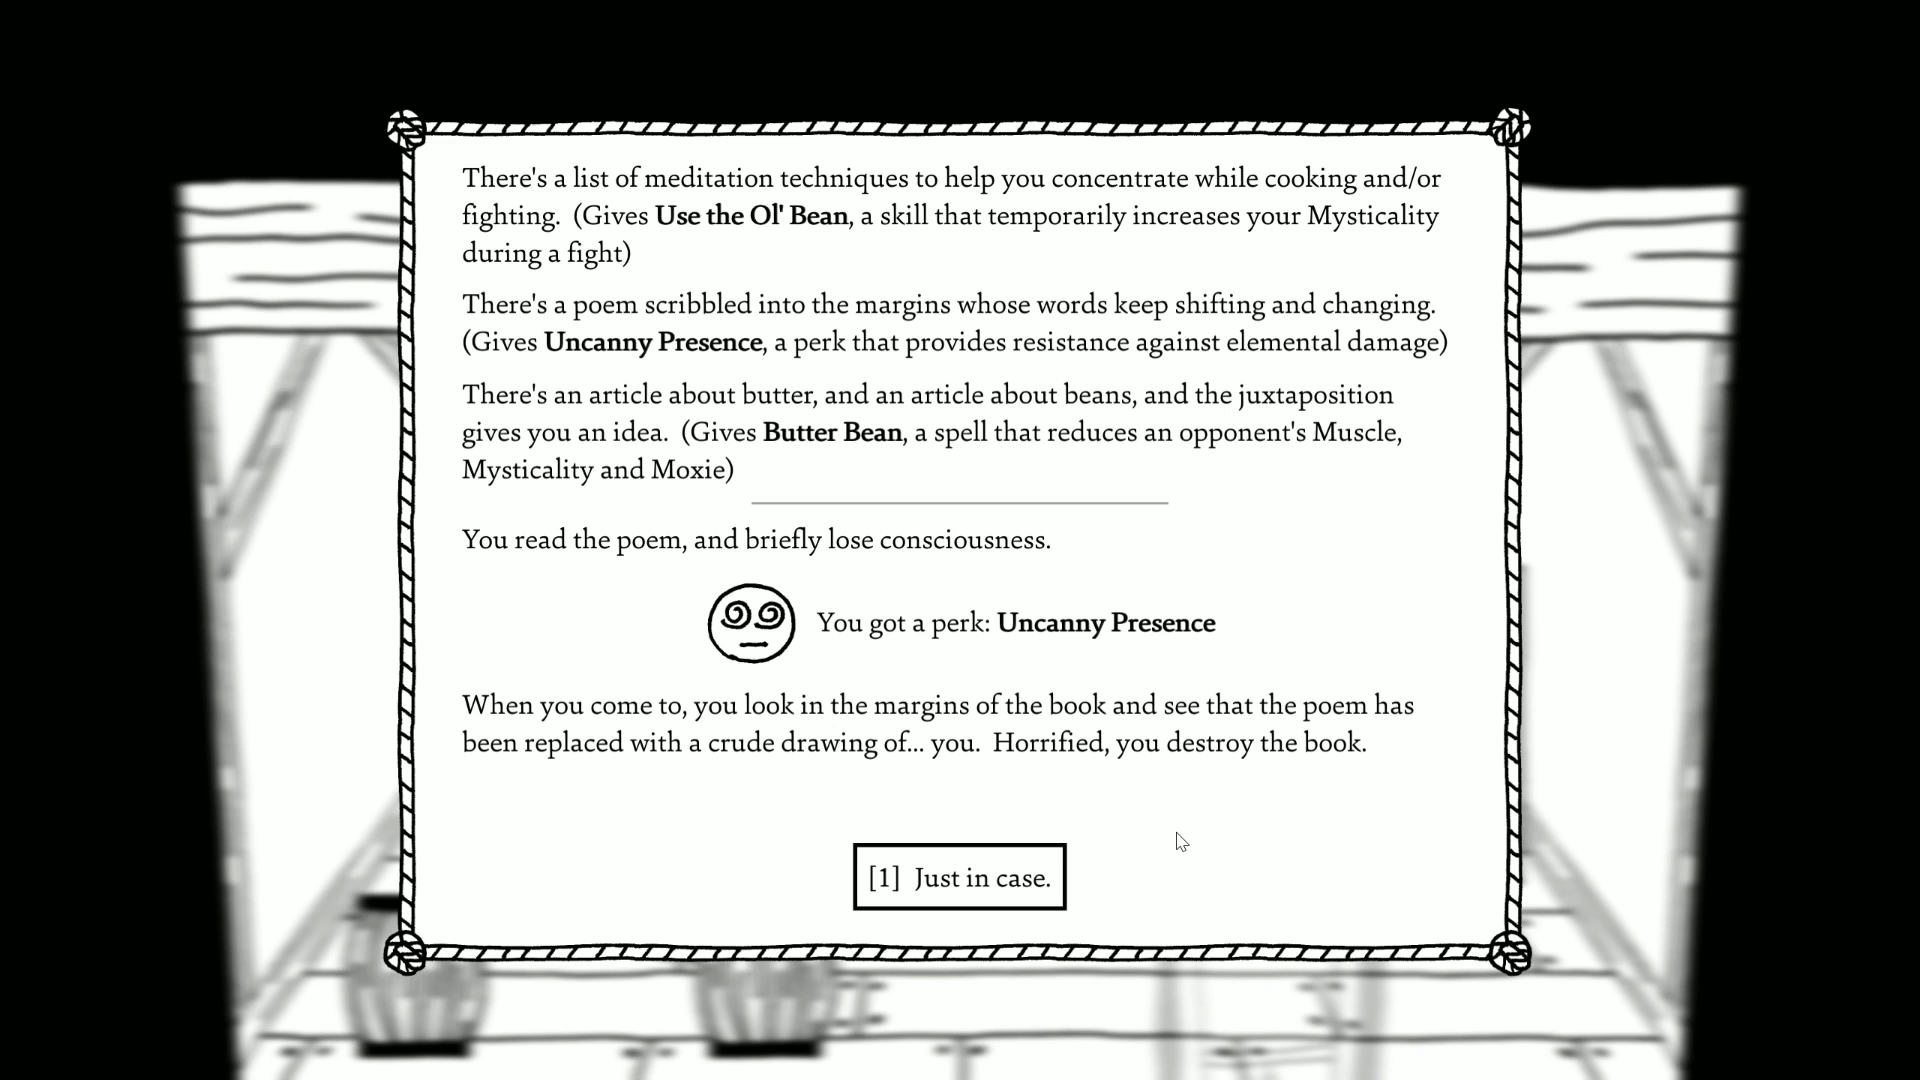 There's a list of meditation techniques to help you concentrate while cooking and/or
fighting.  (Gives Use the Ol' Bean, a skill that temporarily increases your Mysticality
during a fight)
There's a poem scribbled into the margins whose words keep shifting and changing.
(Gives Uncanny Presence, a perk that provides resistance against elemental damage)
There's an article about butter, and an article about beans, and the juxtaposition
gives you an idea.  (Gives Butter Bean, a spell that reduces an opponent's Muscle,
Mysticality and Moxie)
You read the poem, and briefly lose consciousness.
You got a perk: Uncanny Presence
When you come to, you look in the margins of the book and see that the poem has
been replaced with a crude drawing of... you.  Horrified, you destroy the book.
[1]  Just in case.